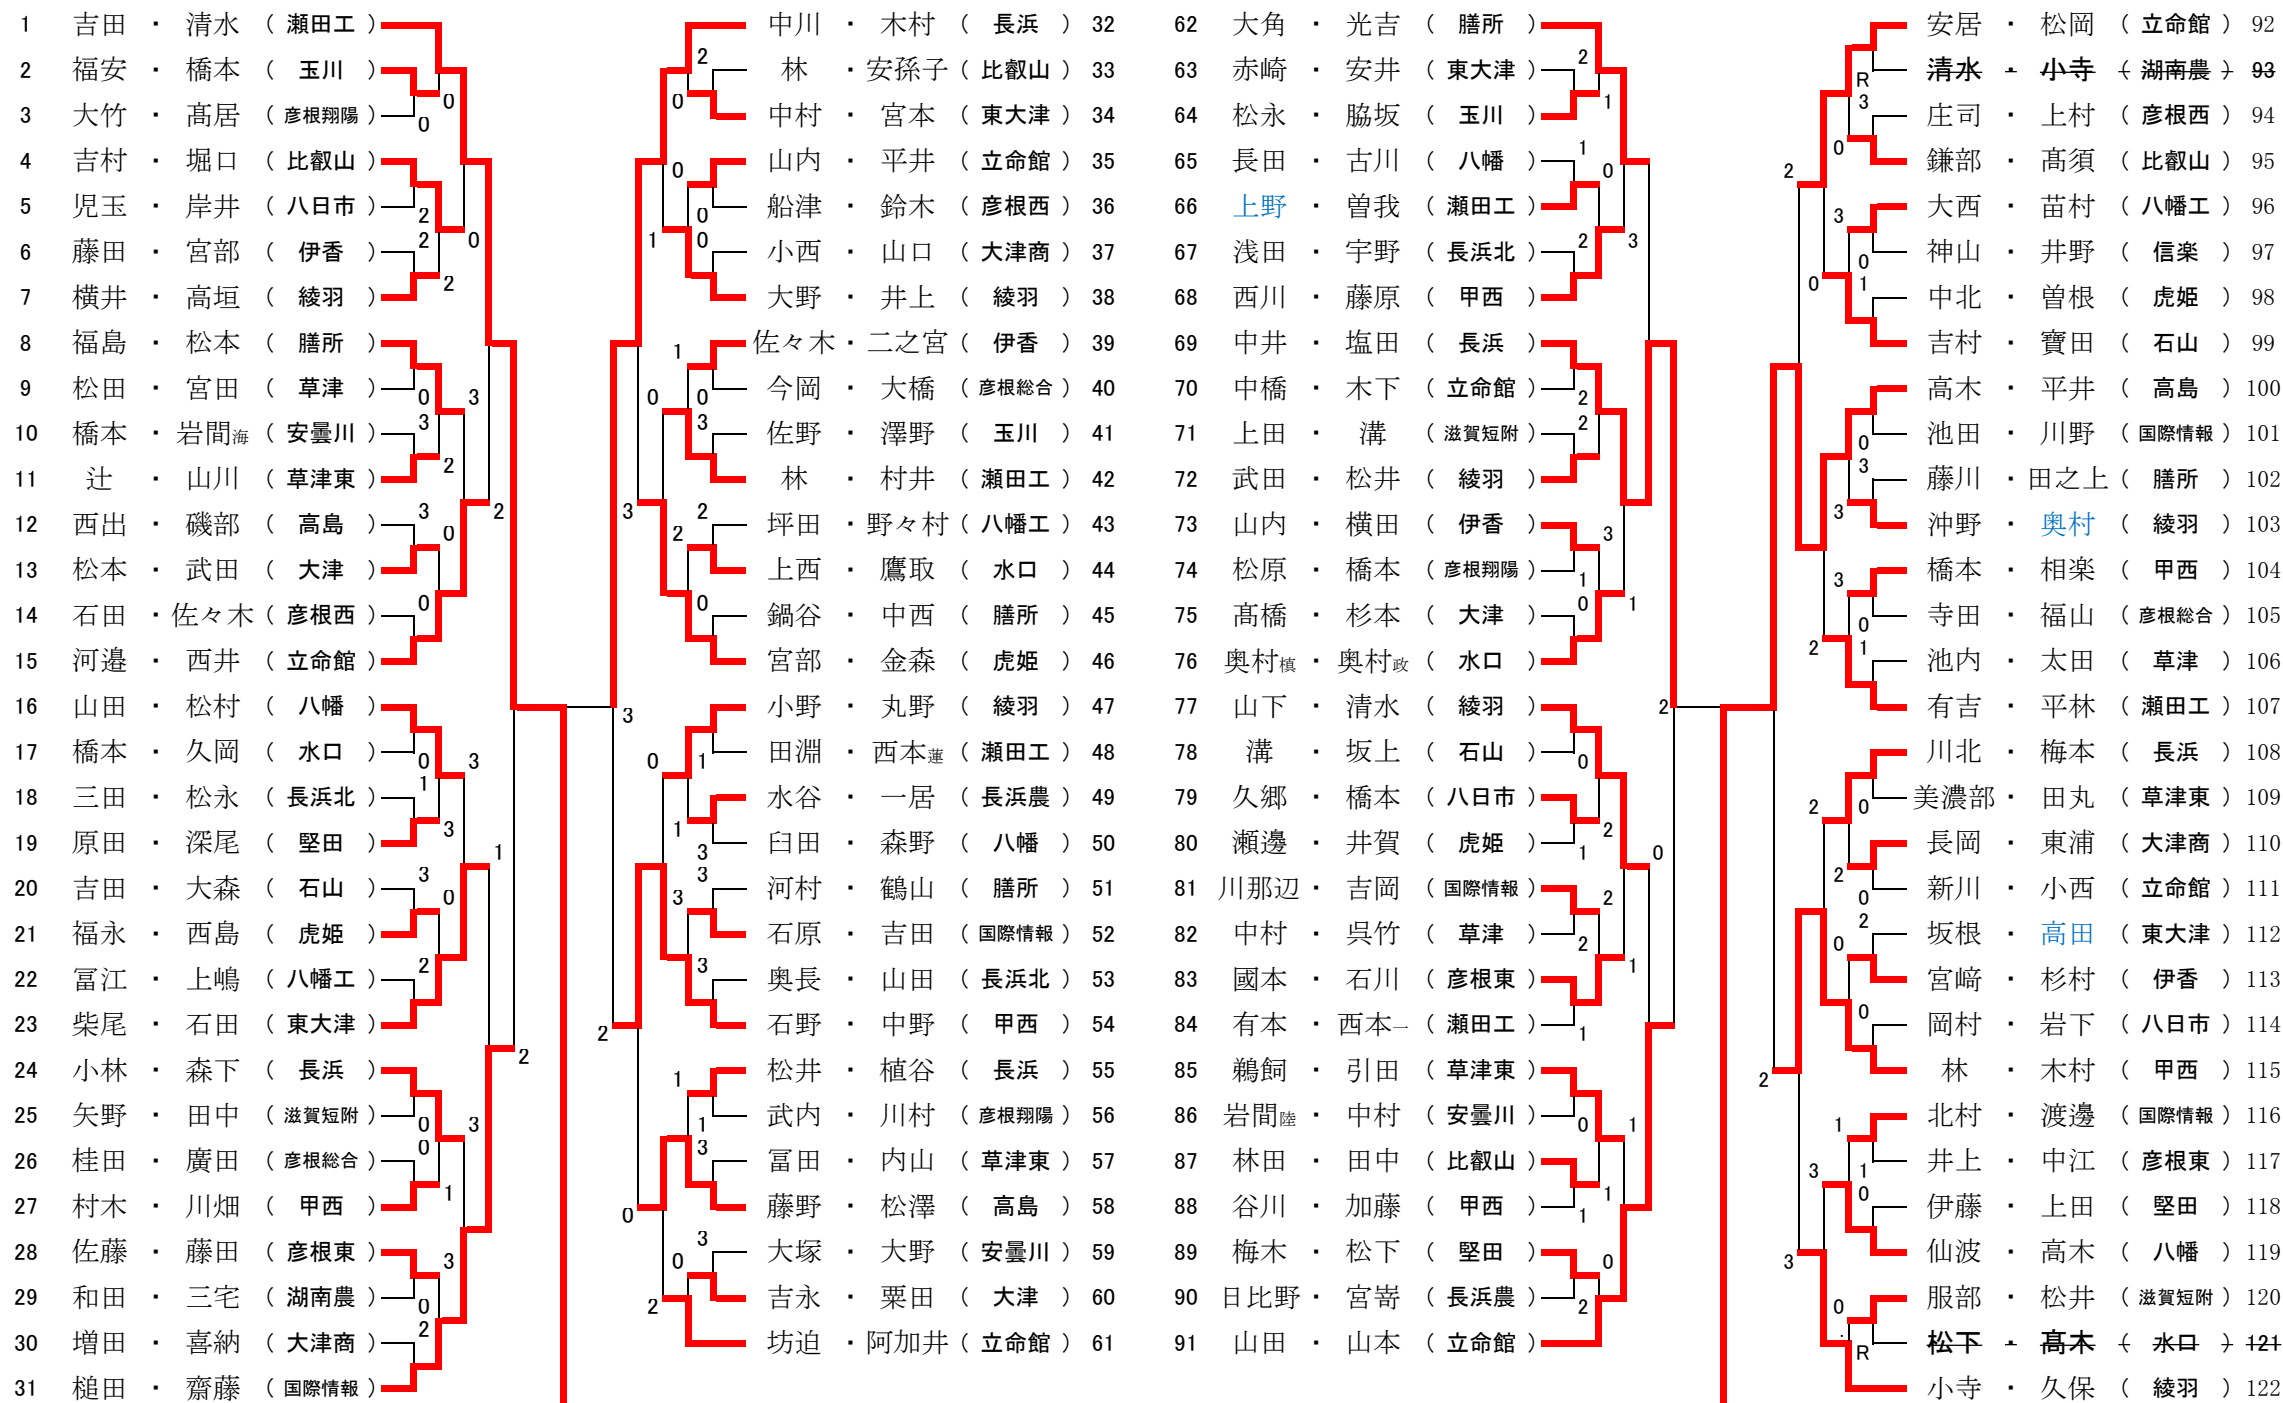 1 吉田 ・ 清水 ( 瀬田工 )
2 福安 ・ 橋本 ( 玉川 )
3 大竹 ・ 髙居 ( 彦根翔陽 )
4 吉村 ・ 堀口 ( 比叡山 )
5 児玉 ・ 岸井 ( 八日市 )
6 藤田 ・ 宮部 ( 伊香 )
7 横井 ・ 高垣 ( 綾羽 )
8 福島 ・ 松本 ( 膳所 )
9 松田 ・ 宮田 ( 草津 )
10 橋本 ・ 岩間海 ( 安曇川 )
11 辻 ・ 山川 ( 草津東 )
12 西出 ・ 磯部 ( 高島 )
13 松本 ・ 武田 ( 大津 )
14 石田 ・ 佐々木 ( 彦根西 )
15 河邉 ・ 西井 ( 立命館 )
16 山田 ・ 松村 ( 八幡 )
17 橋本 ・ 久岡 ( 水口 )
18 三田 ・ 松永 ( 長浜北 )
19 原田 ・ 深尾 ( 堅田 )
20 吉田 ・ 大森 ( 石山 )
21 福永 ・ 西島 ( 虎姫 )
22 冨江 ・ 上嶋 ( 八幡工 )
23 柴尾 ・ 石田 ( 東大津 )
24 小林 ・ 森下 ( 長浜 )
25 矢野 ・ 田中 ( 滋賀短附 )
26 桂田 ・ 廣田 ( 彦根総合 )
27 村木 ・ 川畑 ( 甲西 )
28 佐藤 ・ 藤田 ( 彦根東 )
29 和田 ・ 三宅 ( 湖南農 )
30 増田 ・ 喜納 ( 大津商 )
31 槌田 ・ 齋藤 ( 国際情報 )
中川 ・ 木村 ( 長浜 ) 32
林 ・ 安孫子 ( 比叡山 ) 33
中村 ・ 宮本 ( 東大津 ) 34
山内 ・ 平井 ( 立命館 ) 35
船津 ・ 鈴木 ( 彦根西 ) 36
小西 ・ 山口 ( 大津商 ) 37
大野 ・ 井上 ( 綾羽 ) 38
佐々木 ・ 二之宮 ( 伊香 ) 39
今岡 ・ 大橋 ( 彦根総合 ) 40
佐野 ・ 澤野 ( 玉川 ) 41
林 ・ 村井 ( 瀬田工 ) 42
坪田 ・ 野々村 ( 八幡工 ) 43
上西 ・ 鷹取 ( 水口 ) 44
鍋谷 ・ 中西 ( 膳所 ) 45
宮部 ・ 金森 ( 虎姫 ) 46
小野 ・ 丸野 ( 綾羽 ) 47
田淵 ・ 西本蓮 ( 瀬田工 ) 48
水谷 ・ 一居 ( 長浜農 ) 49
臼田 ・ 森野 ( 八幡 ) 50
河村 ・ 鶴山 ( 膳所 ) 51
石原 ・ 吉田 ( 国際情報 ) 52
奥長 ・ 山田 ( 長浜北 ) 53
石野 ・ 中野 ( 甲西 ) 54
松井 ・ 植谷 ( 長浜 ) 55
武内 ・ 川村 ( 彦根翔陽 ) 56
冨田 ・ 内山 ( 草津東 ) 57
藤野 ・ 松澤 ( 高島 ) 58
大塚 ・ 大野 ( 安曇川 ) 59
吉永 ・ 粟田 ( 大津 ) 60
坊迫 ・ 阿加井 ( 立命館 ) 61
62 大角 ・ 光吉 ( 膳所 )
63 赤崎 ・ 安井 ( 東大津 )
64 松永 ・ 脇坂 ( 玉川 )
65 長田 ・ 古川 ( 八幡 )
66 上野 ・ 曽我 ( 瀬田工 )
67 浅田 ・ 宇野 ( 長浜北 )
68 西川 ・ 藤原 ( 甲西 )
69 中井 ・ 塩田 ( 長浜 )
70 中橋 ・ 木下 ( 立命館 )
71 上田 ・ 溝 ( 滋賀短附 )
72 武田 ・ 松井 ( 綾羽 )
73 山内 ・ 横田 ( 伊香 )
74 松原 ・ 橋本 ( 彦根翔陽 )
75 髙橋 ・ 杉本 ( 大津 )
76 奥村槙 ・ 奥村政 ( 水口 )
77 山下 ・ 清水 ( 綾羽 )
78 溝 ・ 坂上 ( 石山 )
79 久郷 ・ 橋本 ( 八日市 )
80 瀬邊 ・ 井賀 ( 虎姫 )
81 川那辺 ・ 吉岡 ( 国際情報 )
82 中村 ・ 呉竹 ( 草津 )
83 國本 ・ 石川 ( 彦根東 )
84 有本 ・ 西本一 ( 瀬田工 )
85 鵜飼 ・ 引田 ( 草津東 )
86 岩間陸 ・ 中村 ( 安曇川 )
87 林田 ・ 田中 ( 比叡山 )
88 谷川 ・ 加藤 ( 甲西 )
89 梅木 ・ 松下 ( 堅田 )
90 日比野 ・ 宮嵜 ( 長浜農 )
91 山田 ・ 山本 ( 立命館 )
安居 ・ 松岡 ( 立命館 ) 92
清水 ・ 小寺 ( 湖南農 ) 93
庄司 ・ 上村 ( 彦根西 ) 94
鎌部 ・ 髙須 ( 比叡山 ) 95
大西 ・ 苗村 ( 八幡工 ) 96
神山 ・ 井野 ( 信楽 ) 97
中北 ・ 曽根 ( 虎姫 ) 98
吉村 ・ 寶田 ( 石山 ) 99
高木 ・ 平井 ( 高島 ) 100
池田 ・ 川野 ( 国際情報 ) 101
藤川 ・ 田之上 ( 膳所 ) 102
沖野 ・ 奥村 ( 綾羽 ) 103
橋本 ・ 相楽 ( 甲西 ) 104
寺田 ・ 福山 ( 彦根総合 ) 105
池内 ・ 太田 ( 草津 ) 106
有吉 ・ 平林 ( 瀬田工 ) 107
川北 ・ 梅本 ( 長浜 ) 108
美濃部 ・ 田丸 ( 草津東 ) 109
長岡 ・ 東浦 ( 大津商 ) 110
新川 ・ 小西 ( 立命館 ) 111
坂根 ・ 高田 ( 東大津 ) 112
宮﨑 ・ 杉村 ( 伊香 ) 113
岡村 ・ 岩下 ( 八日市 ) 114
林 ・ 木村 ( 甲西 ) 115
北村 ・ 渡邊 ( 国際情報 ) 116
井上 ・ 中江 ( 彦根東 ) 117
伊藤 ・ 上田 ( 堅田 ) 118
仙波 ・ 高木 ( 八幡 ) 119
服部 ・ 松井 ( 滋賀短附 ) 120
松下 ・ 髙木 ( 水口 ) 121
小寺 ・ 久保 ( 綾羽 ) 122